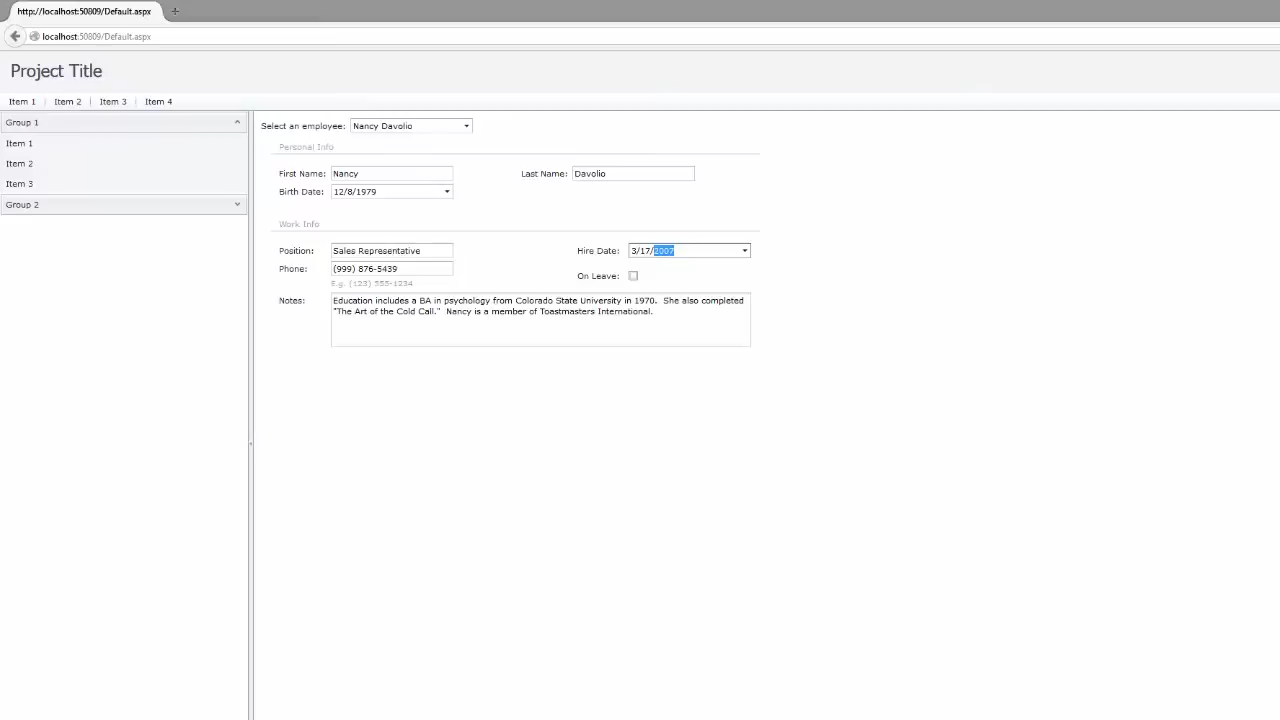 http://localhost:50809/Default.aspx
localhost:50809/Default.aspx
Project Title
Item 1 Item 2 Item 3 Item 4
Group 1
Item 1
Item 2
Item 3
Group 2
Select an employee: Nancy Davolio
Personal Info
First Name: Nancy Last Name: Davolio
Birth Date: 12/8/1979
Work Info
Position: Sales Representative Hire Date: 3/17/2007
Phone: (999) 876-5439
On Leave:
E.g. (123) 555-1234
Notes: Education includes a BA in psychology from Colorado State University in 1970. She also completed
"The Art of the Cold Call." Nancy is a member of Toastmasters International.